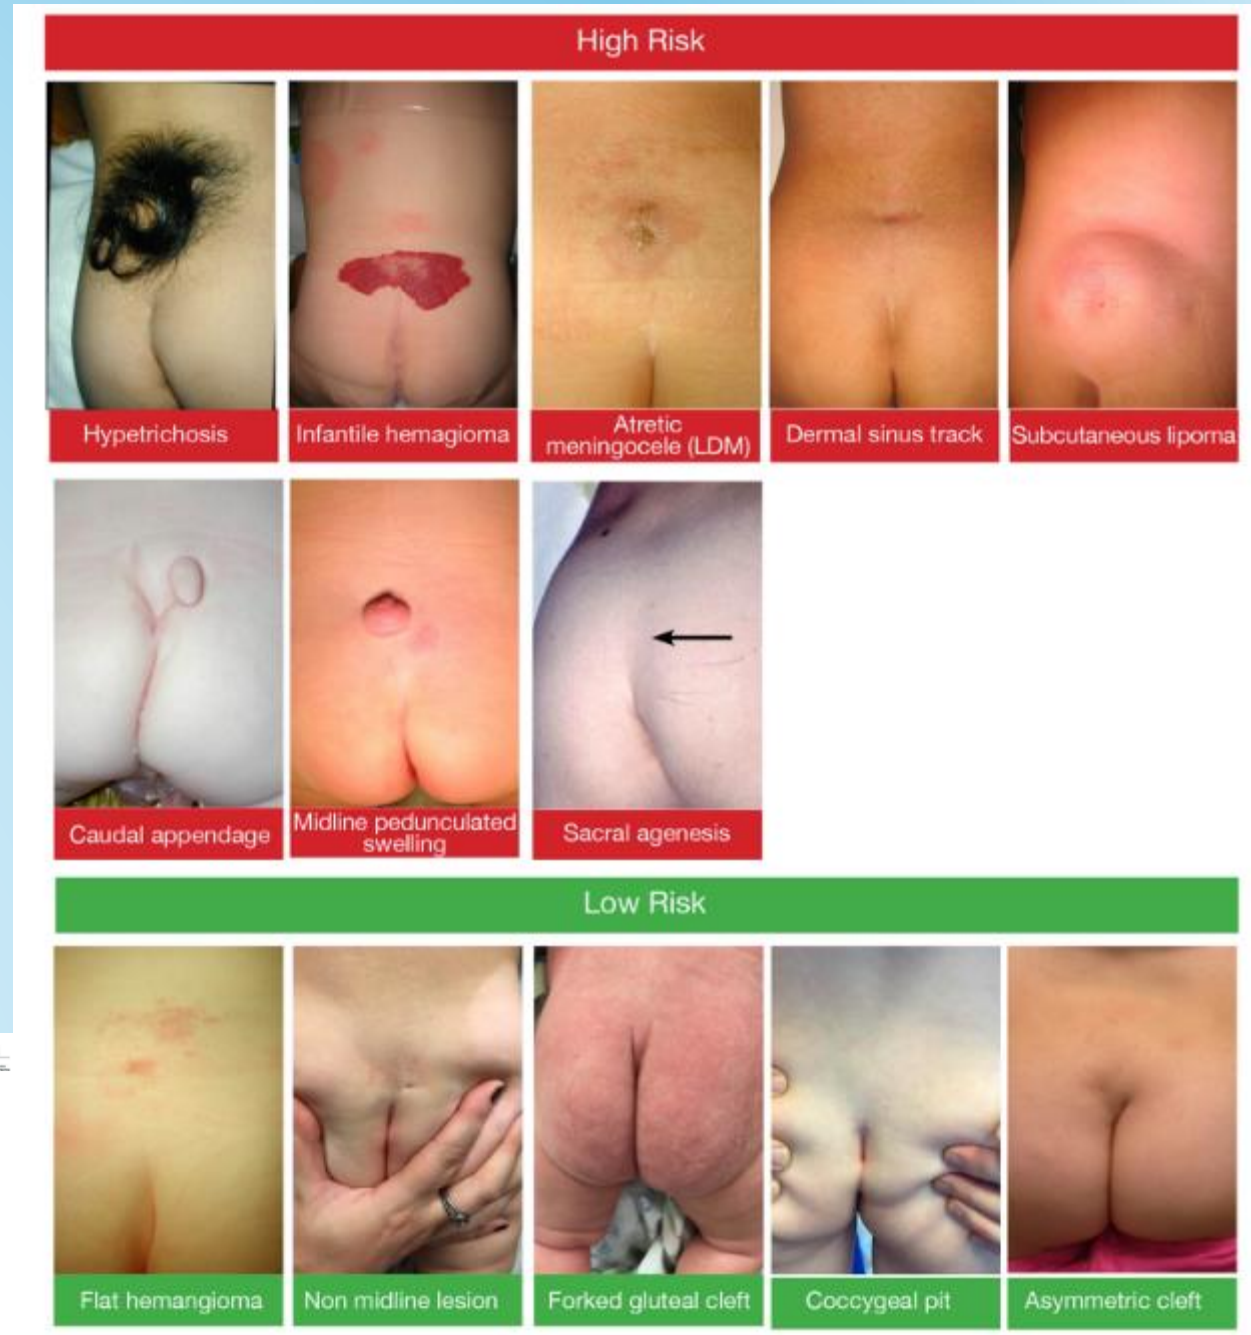 High Risk
Hypetrichosis
Infantile hemagioma
Atretic
meningocele (LDM)
Dermal sinus track
Subcutaneous lipoma
Caudal appendage
Midline pedunculated
swelling
Sacral agenesis
Low Risk
Flat hemangioma
Non midline lesion
Forked gluteal cleft
Coccygeal pit
Asymmetric cleft